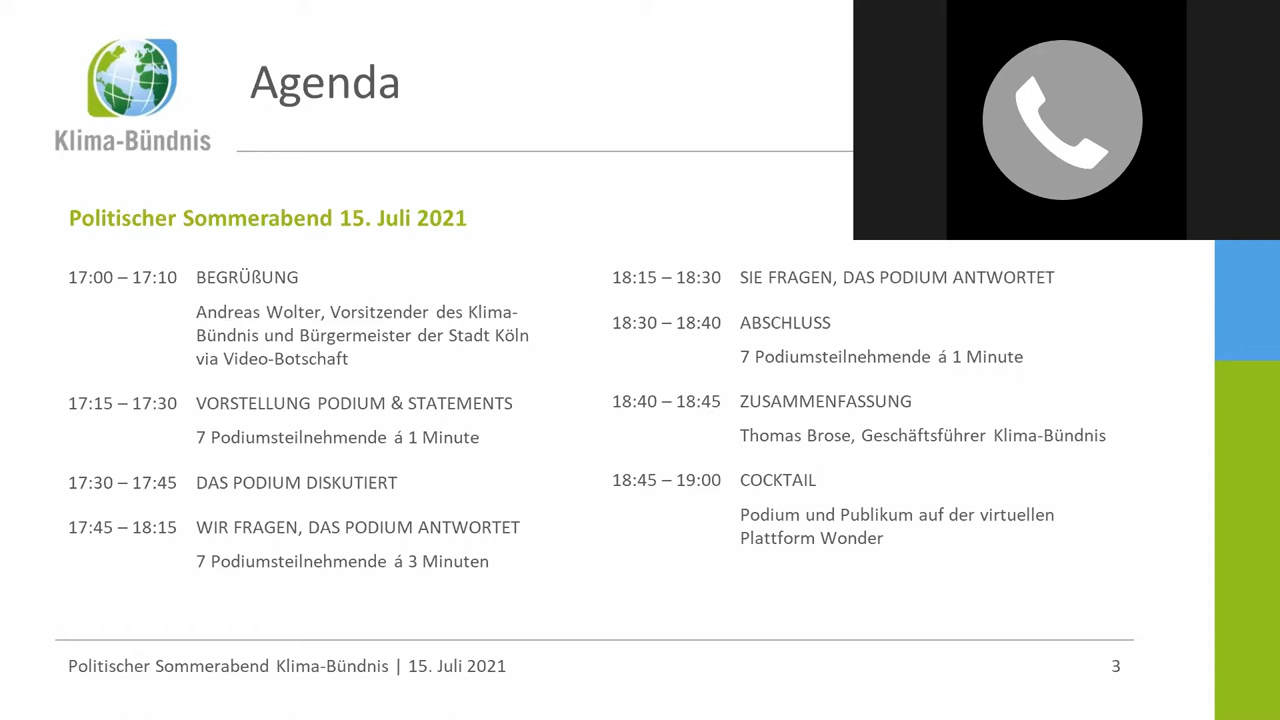 Klima-Bündnis
Agenda
Politischer Sommerabend 15. Juli 2021
17:00 – 17:10 BEGRÜßUNG
Andreas Wolter, Vorsitzender des Klima-
Bündnis und Bürgermeister der Stadt Köln
via Video-Botschaft
17:15 – 17:30 VORSTELLUNG PODIUM & STATEMENTS
7 Podiumsteilnehmende á 1 Minute
17:30 – 17:45 DAS PODIUM DISKUTIERT
17:45 – 18:15 WIR FRAGEN, DAS PODIUM ANTWORTET
7 Podiumsteilnehmende á 3 Minuten
18:15 – 18:30 SIE FRAGEN, DAS PODIUM ANTWORTET
18:30 – 18:40 ABSCHLUSS
7 Podiumsteilnehmende á 1 Minute
18:40 – 18:45 ZUSAMMENFASSUNG
Thomas Brose, Geschäftsführer Klima-Bündnis
18:45 – 19:00 COCKTAIL
Podium und Publikum auf der virtuellen
Plattform Wonder
Politischer Sommerabend Klima-Bündnis | 15. Juli 2021
3